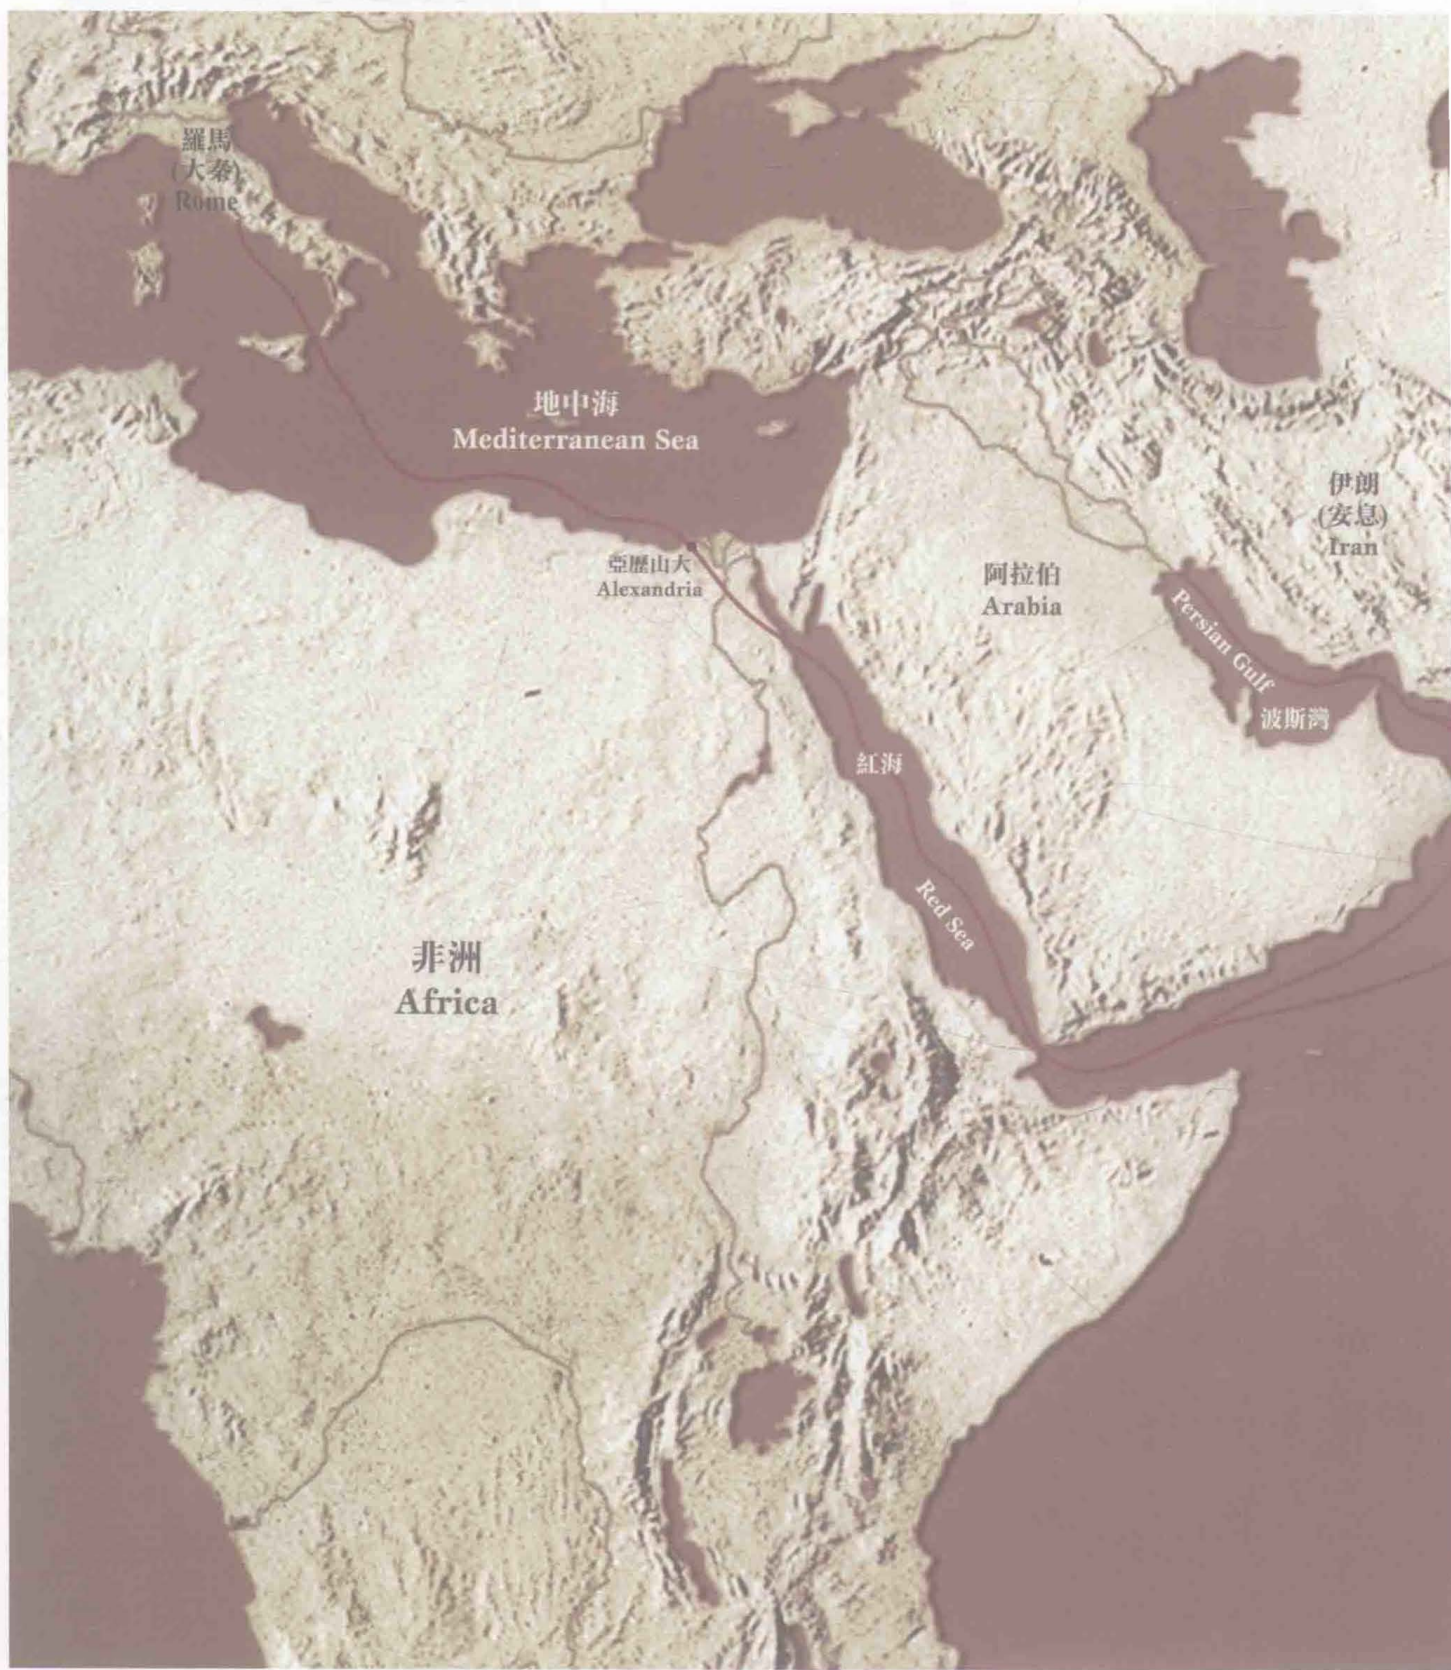 羅馬
(大秦)
Rome
地中海
Mediterranean Sea
伊朗
(安息)
Iran
亞歷山大
Alexandria
阿拉伯
Arabia
Persian Gulf
波斯灣
紅海
Red Sea
非洲
Africa